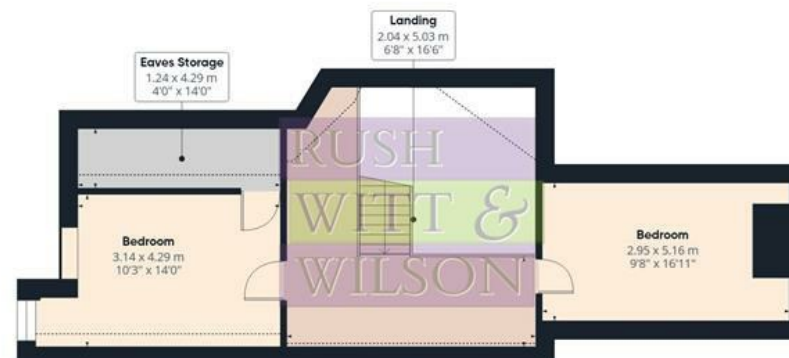 Landing
2.04 x 5.03 m
6'8" x 16'6"
Eaves Storage
1.24 x 4.29 m
4'0" x 14'0"
RUSH
WITT &
WILSON
Bedroom
3.14 x 4.29 m
10'3" x 14'0"
Bedroom
2.95 x 5.16 m
9'8" x 16'11"